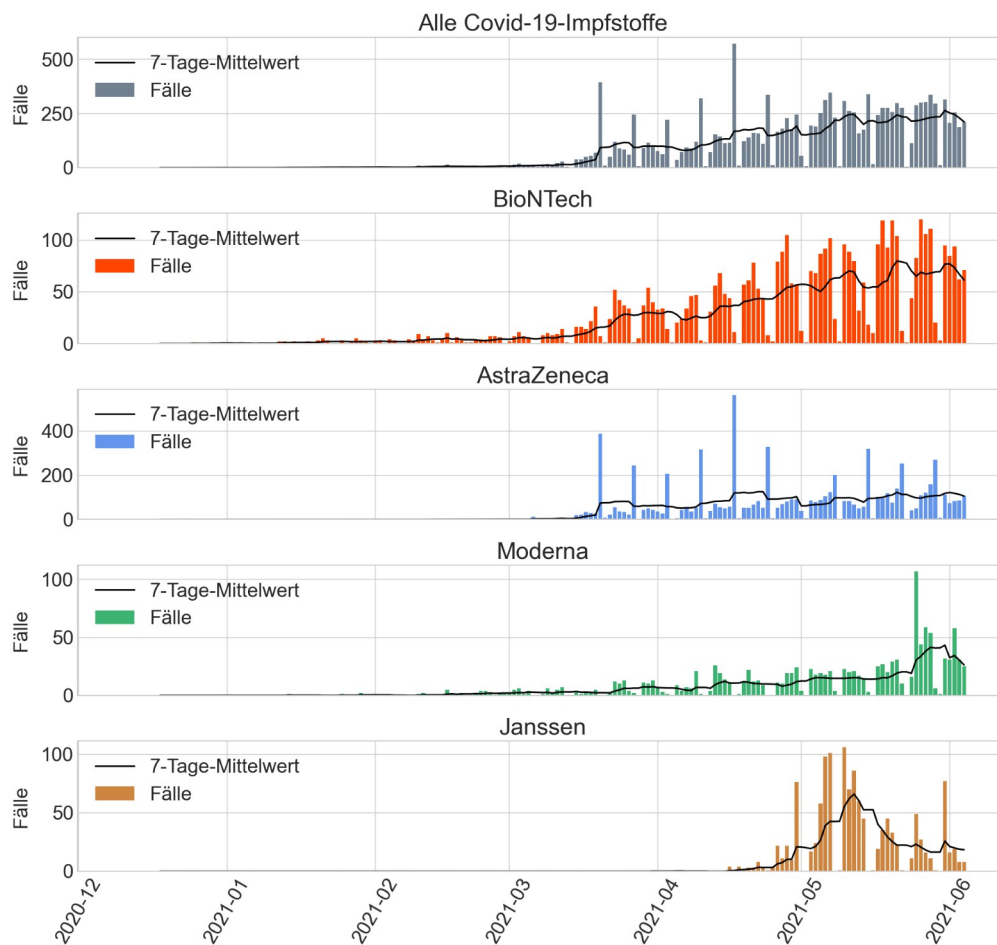 Alle Covid-19-Impfstoffe
Fälle
500
250
0
7-Tage-Mittelwert
Fälle
BioNTech
Fälle
100
50
0
7-Tage-Mittelwert
Fälle
AstraZeneca
Fälle
400
200
0
7-Tage-Mittelwert
Fälle
Moderna
Fälle
100
50
0
7-Tage-Mittelwert
Fälle
Janssen
Fälle
100
50
0
7-Tage-Mittelwert
Fälle
2020-12
2021-01
2021-02
2021-03
2021-04
2021-05
2021-06